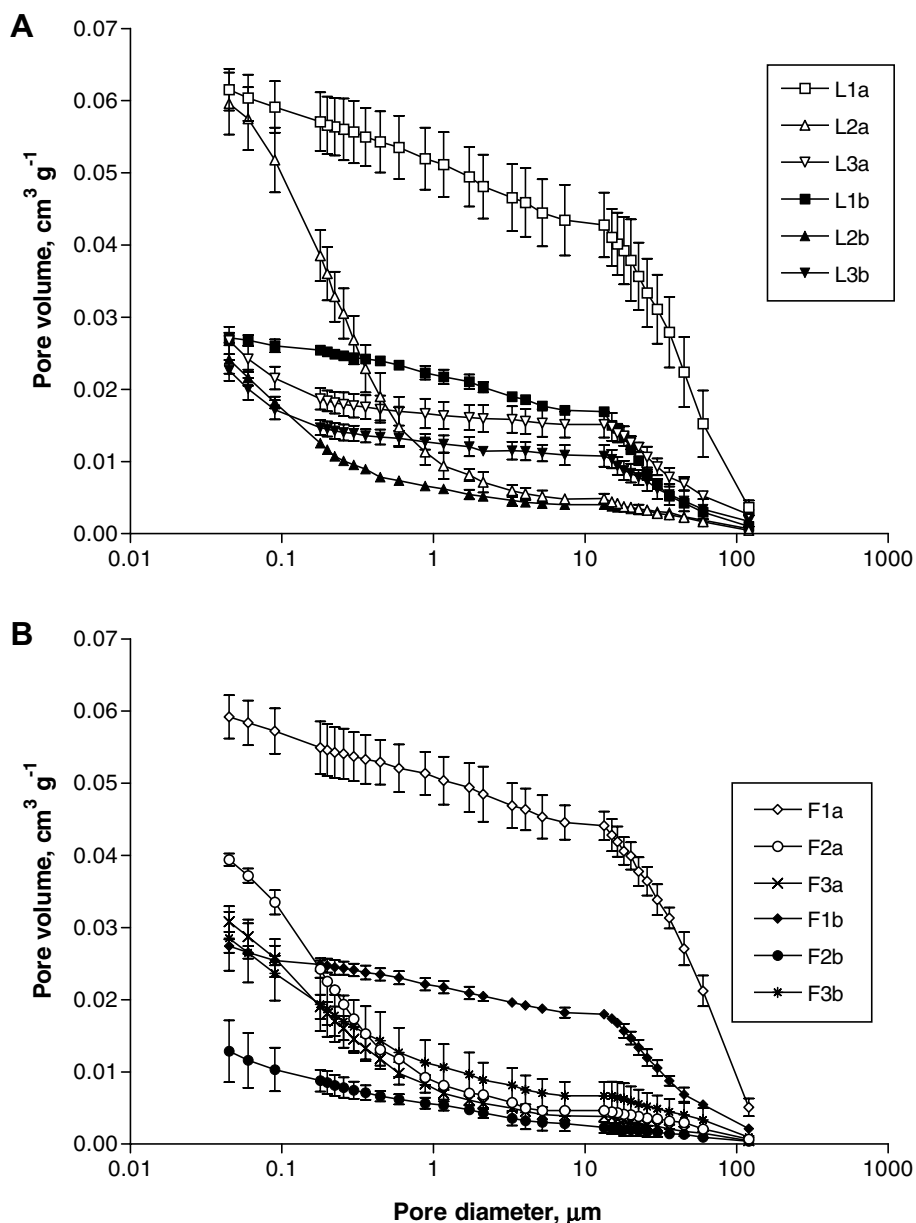 A
0.07
0.06
0.05
0.04
0.03
0.02
0.01
0.00
Pore volume, cm³ g⁻¹
0.01
0.1
1
10
100
1000
L1a
L2a
L3a
L1b
L2b
L3b
B
0.07
0.06
0.05
0.04
0.03
0.02
0.01
0.00
Pore volume, cm³ g⁻¹
0.01
0.1
1
10
100
1000
F1a
F2a
F3a
F1b
F2b
F3b
Pore diameter, μm